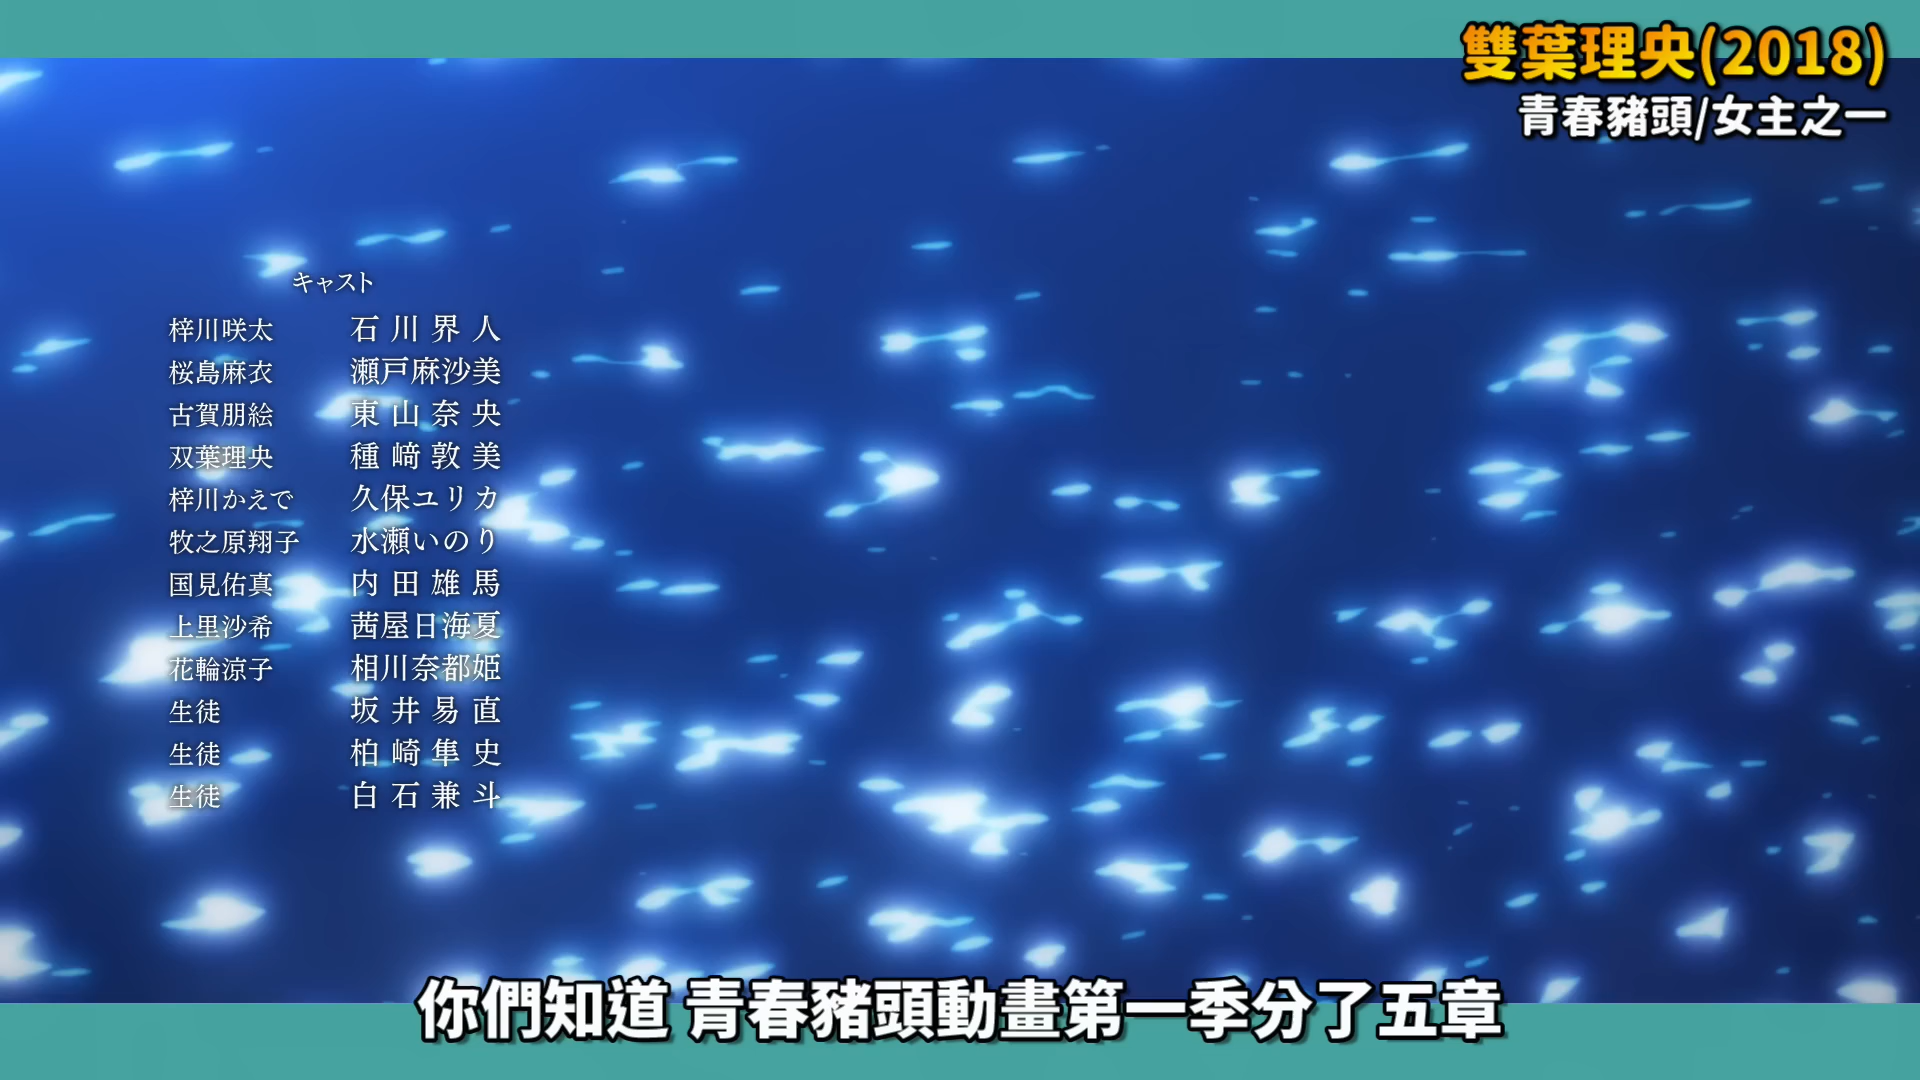 雙葉理央(2018)
青春豬頭/女主之一
キャスト
梓川咲太 石川界人
桜島麻衣 瀬戸麻沙美
古賀朋絵 東山奈央
双葉理央 種﨑敦美
梓川かえで 久保ユリカ
牧之原翔子 水瀬いのり
国見佑真 内田雄馬
上里沙希 茜屋日海夏
花輪涼子 相川奈都姫
生徒 坂井易直
生徒 柏崎隼史
生徒 白石兼斗
你們知道 青春豬頭動畫第一季分了五章